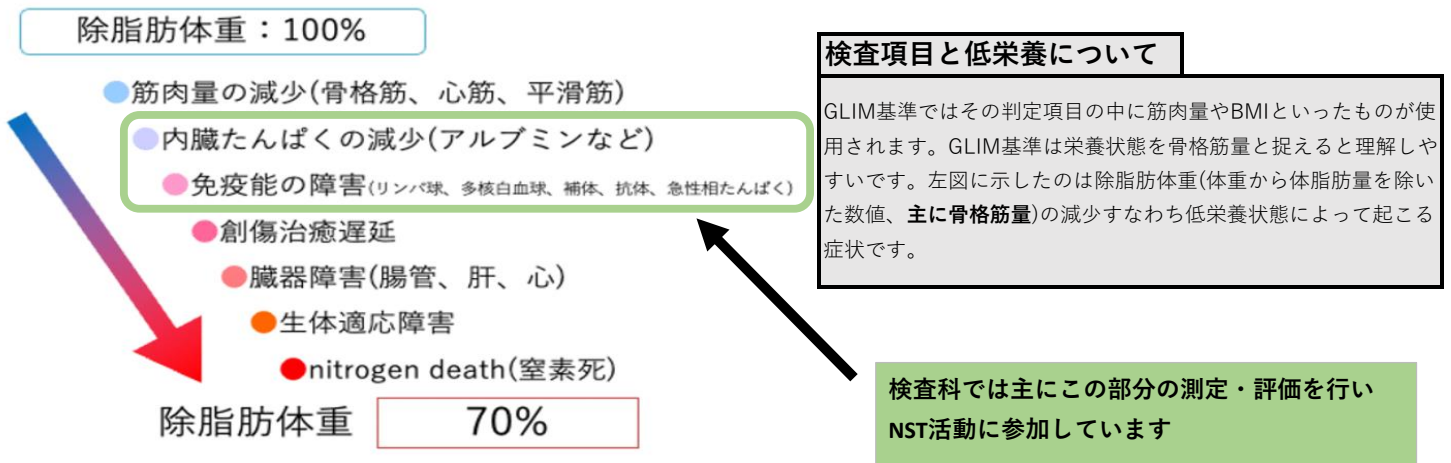 除脂肪体重：100%
●筋肉量の減少(骨格筋、心筋、平滑筋)
●内臓たんぱくの減少(アルブミンなど)
●免疫能の障害(リンパ球、多核白血球、補体、抗体、急性相たんぱく)
●創傷治癒遅延
●臓器障害(腸管、肝、心)
●生体適応障害
●nitrogen death(窒素死)
除脂肪体重 70%
検査項目と低栄養について
GLIM基準ではその判定項目の中に筋肉量やBMIといったものが使
用されます。GLIM基準は栄養状態を骨格筋量と捉えると理解しや
すいです。左図に示したのは除脂肪体重(体重から体脂肪量を除い
た数値、主に骨格筋量)の減少すなわち低栄養状態によって起こる
症状です。
検査科では主にこの部分の測定・評価を行い
NST活動に参加しています